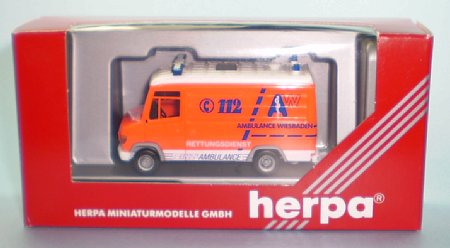 112
AMBULANCE WIESBADEN
RETTUNGSDIENST
AMBULANCE
HERPA MINIATURMODELLE GMBH
herpa®